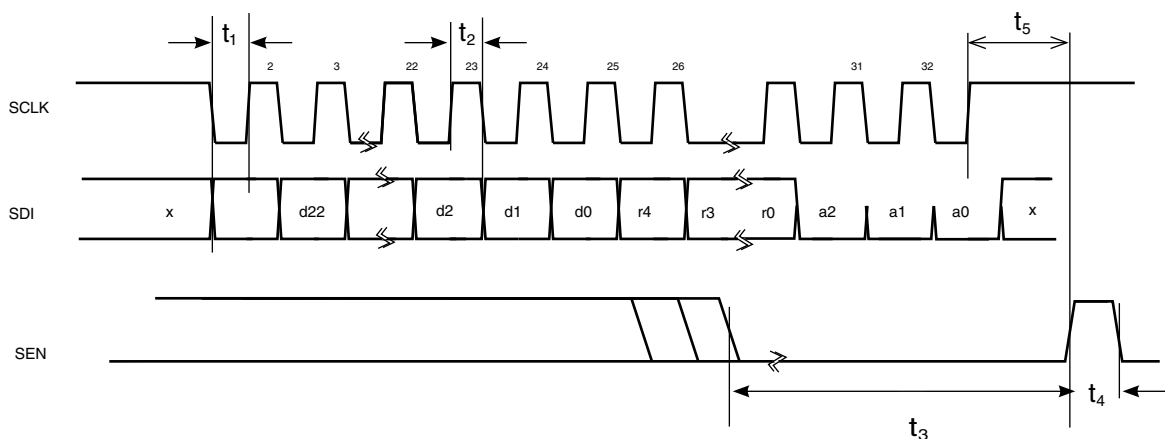 t1 t2 t5
2 3 22 23 24 25 26 31 32
SCLK
SDI x d22 d2 d1 d0 r4 r3 r0 a2 a1 a0 x
SEN
t4
t3